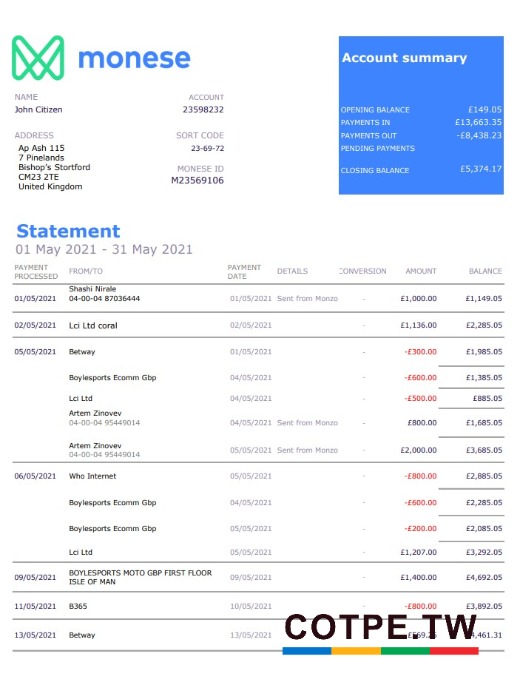 monese
Account summary
NAME ACCOUNT
John Citizen 23598232
OPENING BALANCE £149.05
PAYMENTS IN £13,663.35
ADDRESS SORT CODE
PAYMENTS OUT -£8,438.23
Ap Ash 115 23-69-72
PENDING PAYMENTS
7 Pinelands
Bishop's Stortford MONESE ID
CLOSING BALANCE £5,374.17
CM23 2TE M23569106
United Kingdom
Statement
01 May 2021 - 31 May 2021
PAYMENT PROCESSED FROM/TO PAYMENT DATE DETAILS CONVERSION AMOUNT BALANCE
Shashi Nirale
01/05/2021 04-00-04 87036444 01/05/2021 Sent from Monzo - £1,000.00 £1,149.05
02/05/2021 Lci Ltd coral 02/05/2021 - £1,136.00 £2,285.05
05/05/2021 Betway 01/05/2021 - -£300.00 £1,985.05
Boylesports Ecomm Gbp 04/05/2021 - -£600.00 £1,385.05
Lci Ltd 04/05/2021 - -£500.00 £885.05
Artem Zinovev
04-00-04 95449014 04/05/2021 Sent from Monzo - £800.00 £1,685.05
Artem Zinovev
04-00-04 95449014 05/05/2021 Sent from Monzo - £2,000.00 £3,685.05
06/05/2021 Who Internet 05/05/2021 - -£800.00 £2,885.05
Boylesports Ecomm Gbp 04/05/2021 - -£600.00 £2,285.05
Boylesports Ecomm Gbp 05/05/2021 - -£200.00 £2,085.05
Lci Ltd 05/05/2021 - £1,207.00 £3,292.05
09/05/2021 BOYLESPORTS MOTO GBP FIRST FLOOR 09/05/2021 - £1,400.00 £4,692.05
ISLE OF MAN
11/05/2021 B365 10/05/2021 - -£800.00 £3,892.05
13/05/2021 Betway 13/05/2021
COTPE.TW